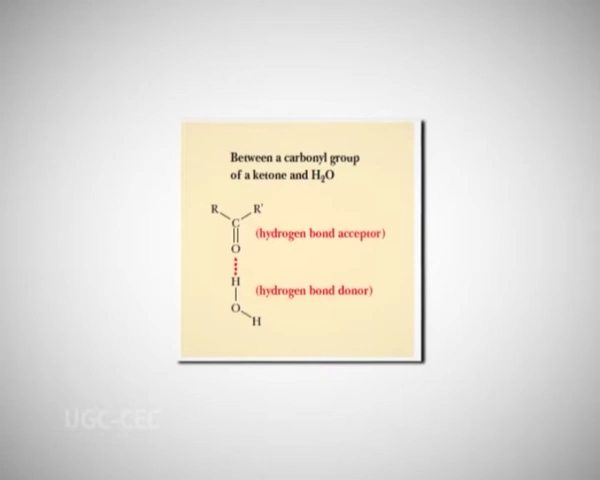 Between a carbonyl group
of a ketone and H₂O
R R'
C
(hydrogen bond acceptor)
O
H
(hydrogen bond donor)
O
H
UGC-CEC